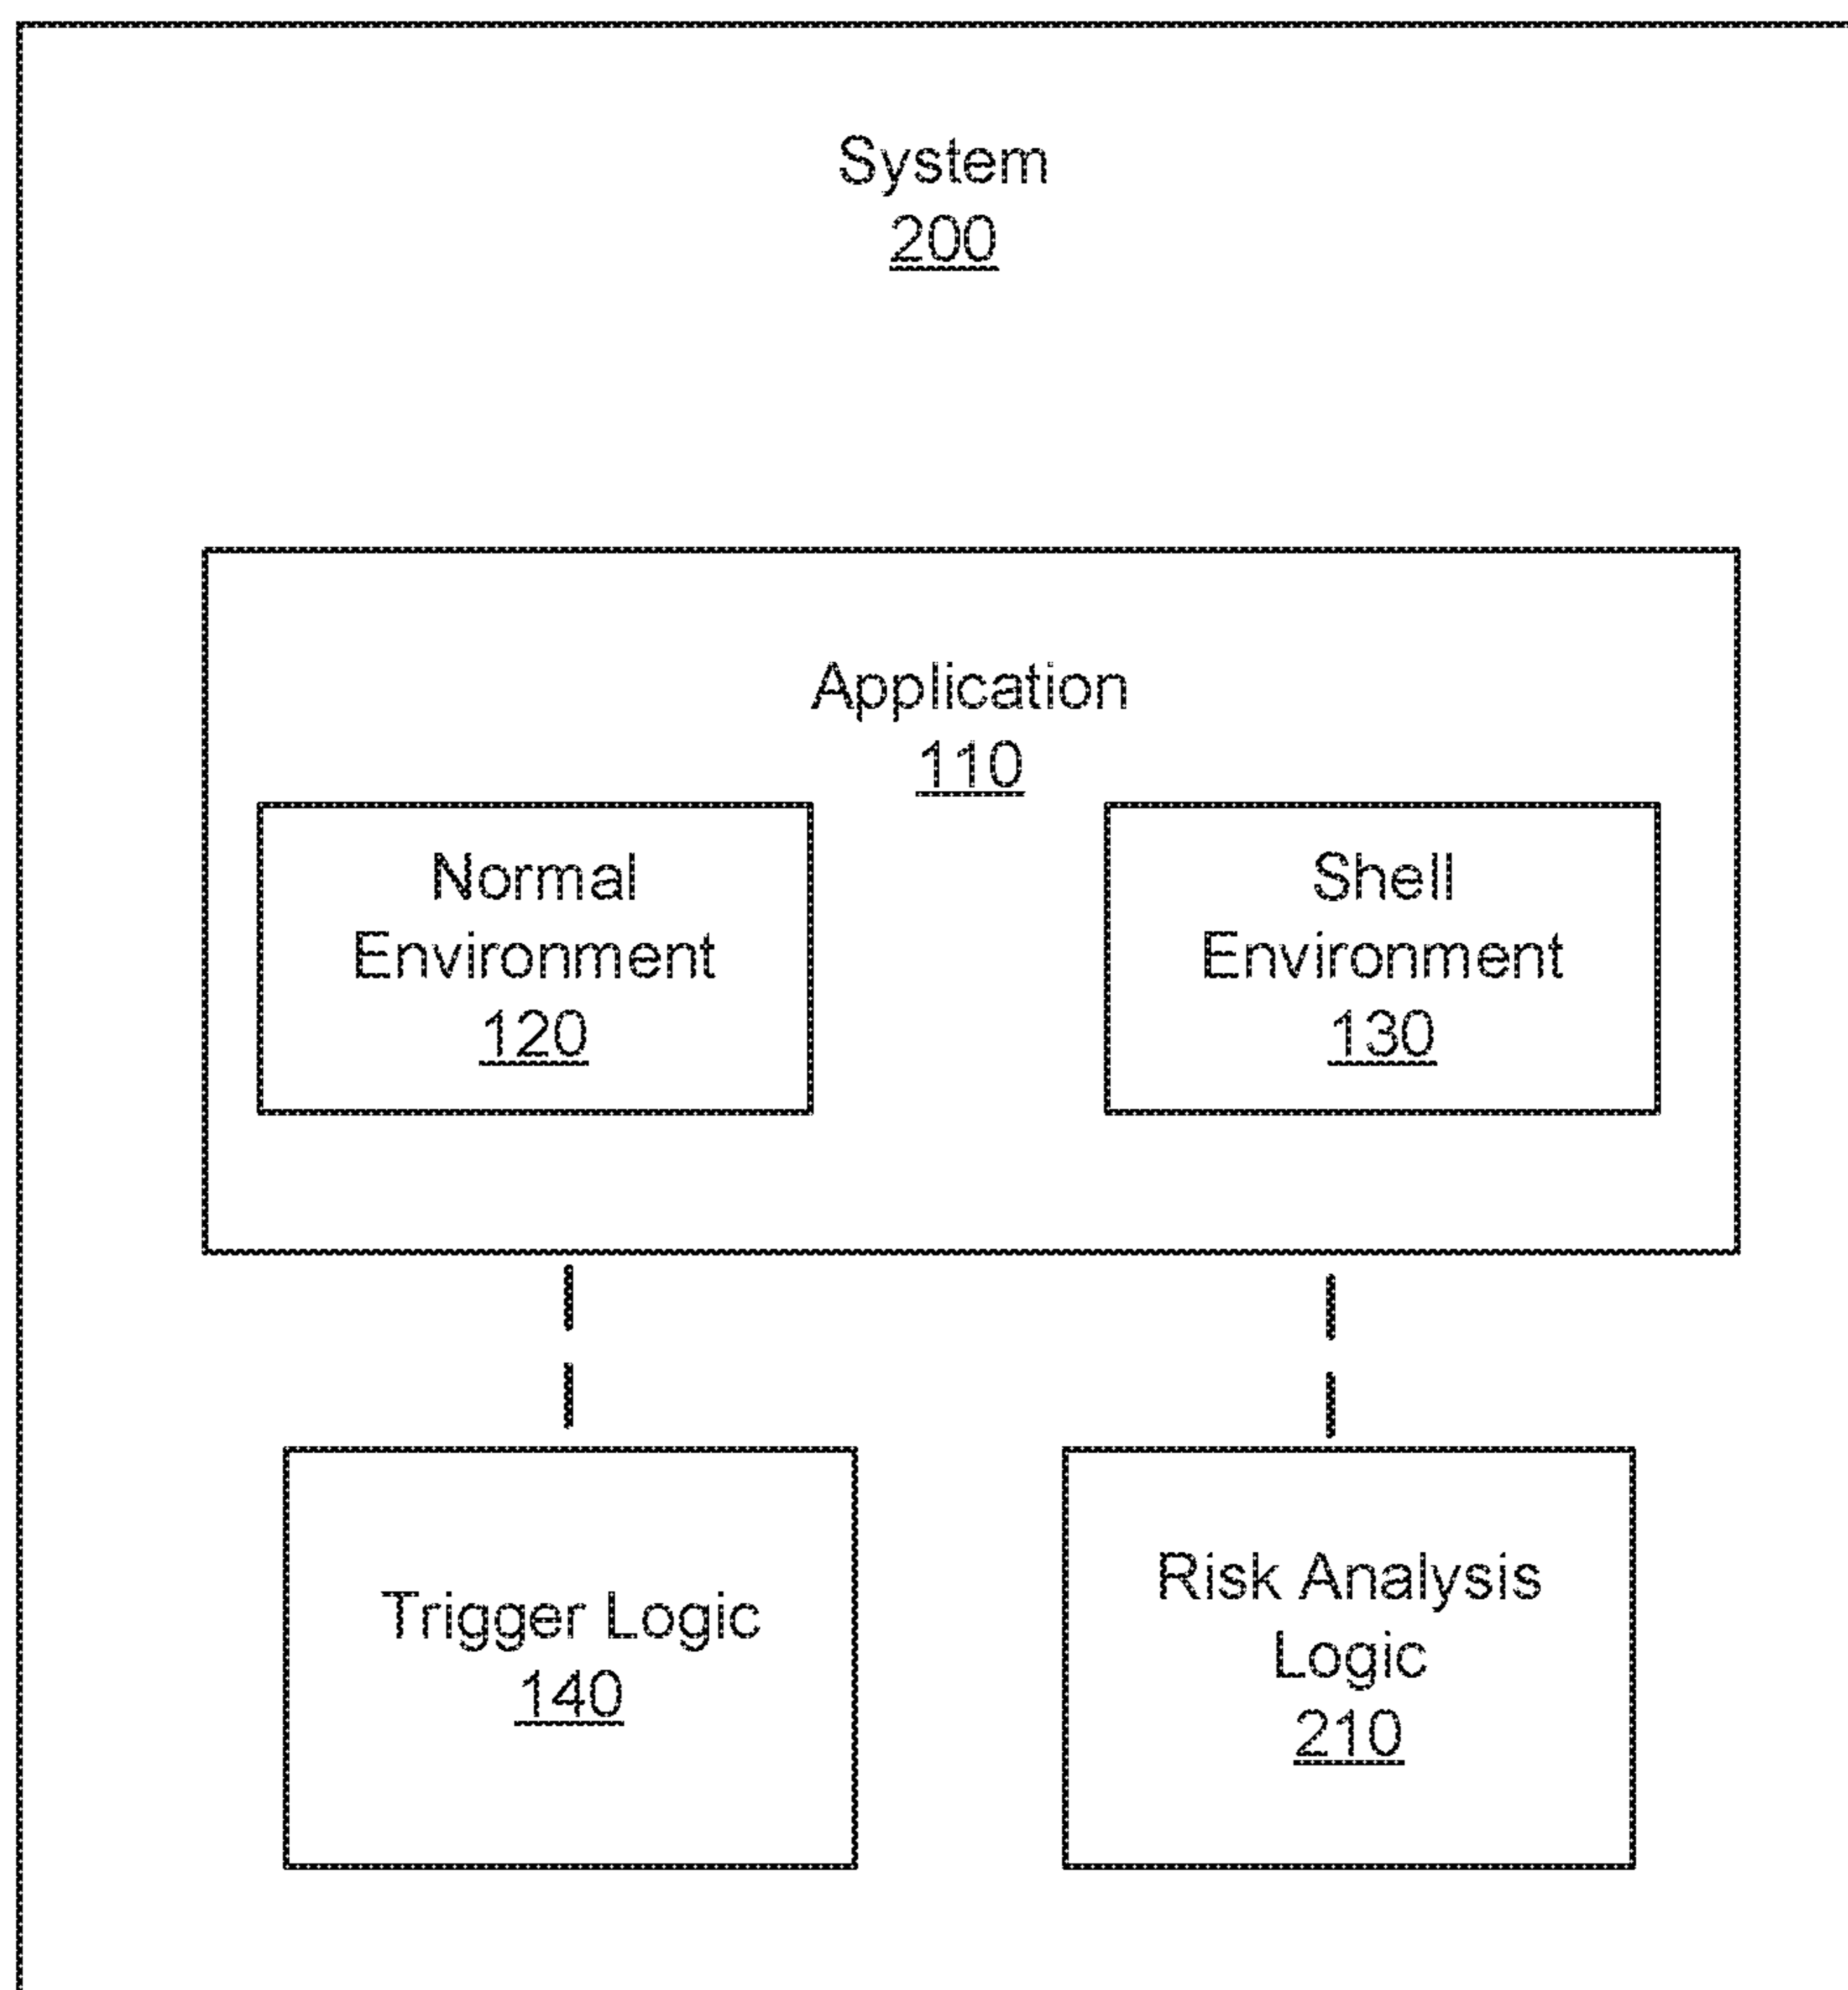 System
200
Application
110
Normal
Environment
120
Shell
Environment
130
Trigger Logic
140
Risk Analysis
Logic
210